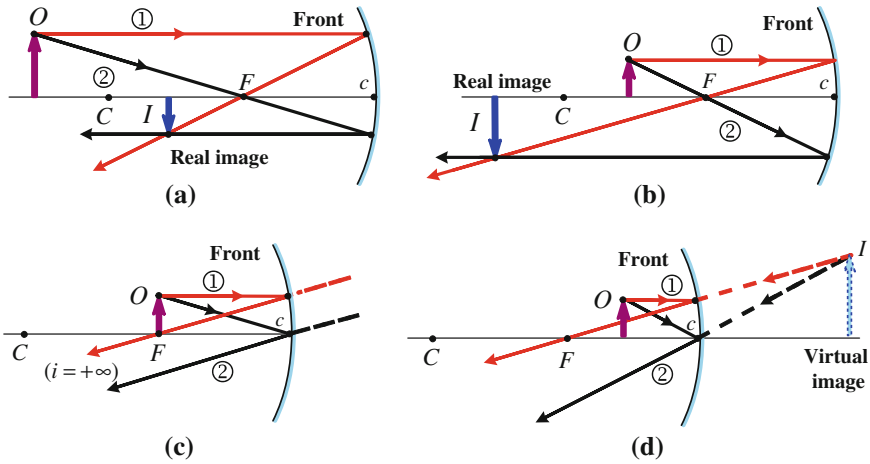 O ① Front
② F c
C I
Real image
(a)
Front
O ①
Real image F c
C
I ②
(b)
Front
①
O c
C F
(i = +∞) ②
(c)
I
Front
① 
O c
C F
② Virtual
image
(d)